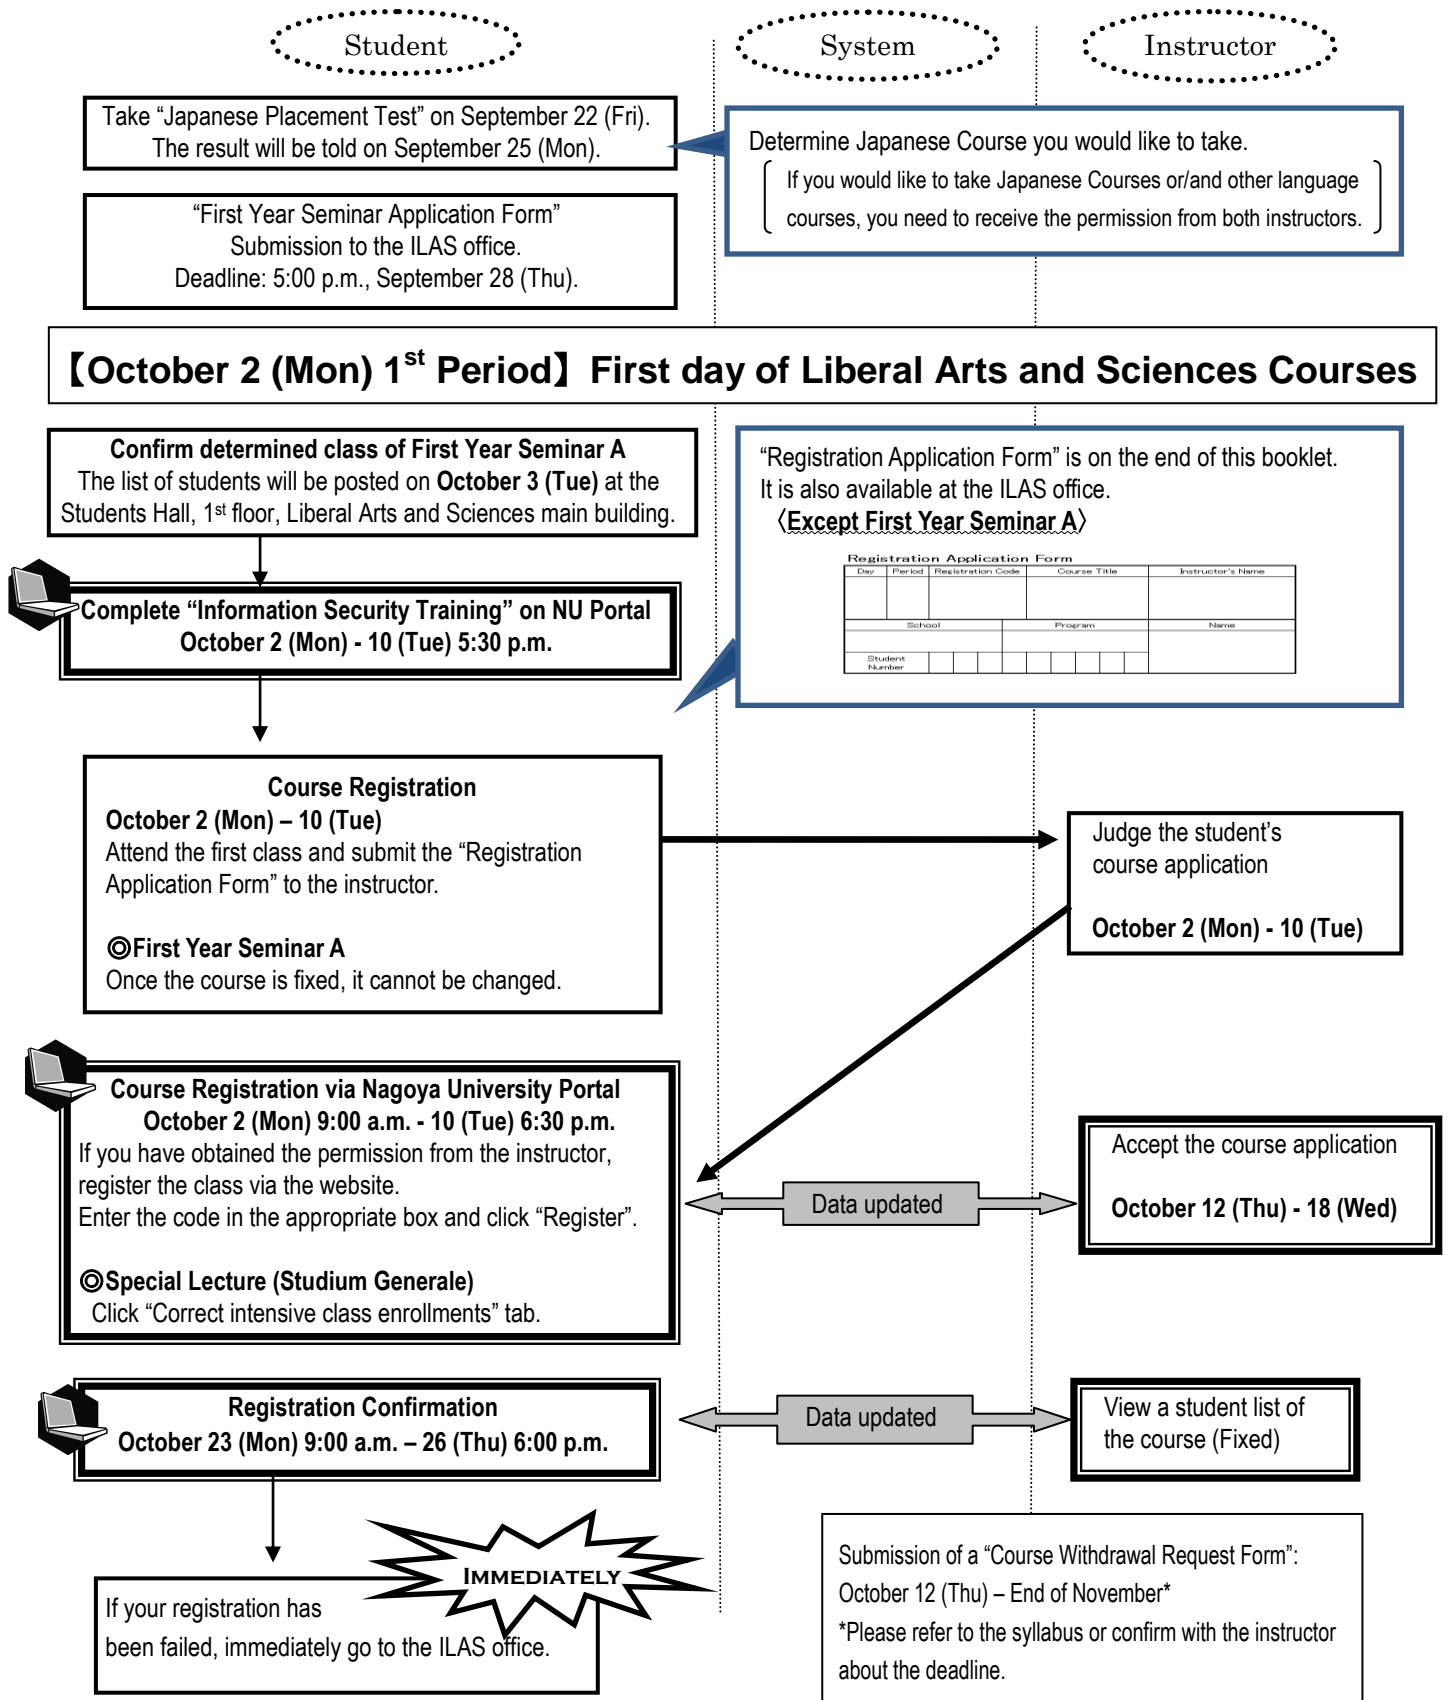 Student
System
Instructor
Take “Japanese Placement Test” on September 22 (Fri).
The result will be told on September 25 (Mon).
Determine Japanese Course you would like to take.
If you would like to take Japanese Courses or/and other language
courses, you need to receive the permission from both instructors.
“First Year Seminar Application Form”
Submission to the ILAS office.
Deadline: 5:00 p.m., September 28 (Thu).
【October 2 (Mon) 1st Period】 First day of Liberal Arts and Sciences Courses
Confirm determined class of First Year Seminar A
The list of students will be posted on October 3 (Tue) at the
Students Hall, 1st floor, Liberal Arts and Sciences main building.
“Registration Application Form” is on the end of this booklet.
It is also available at the ILAS office.
〈Except First Year Seminar A〉
Registration Application Form
Day Period Registration Code Course Title Instructor's Name
School Program Name
Student
Number
Complete “Information Security Training” on NU Portal
October 2 (Mon) - 10 (Tue) 5:30 p.m.
Course Registration
October 2 (Mon) – 10 (Tue)
Attend the first class and submit the “Registration
Application Form” to the instructor.
◎First Year Seminar A
Once the course is fixed, it cannot be changed.
Judge the student’s
course application
October 2 (Mon) - 10 (Tue)
Course Registration via Nagoya University Portal
October 2 (Mon) 9:00 a.m. - 10 (Tue) 6:30 p.m.
If you have obtained the permission from the instructor,
register the class via the website.
Enter the code in the appropriate box and click “Register”.
◎Special Lecture (Studium Generale)
Click “Correct intensive class enrollments” tab.
Data updated
Accept the course application
October 12 (Thu) - 18 (Wed)
Registration Confirmation
October 23 (Mon) 9:00 a.m. – 26 (Thu) 6:00 p.m.
Data updated
View a student list of
the course (Fixed)
IMMEDIATELY
If your registration has
been failed, immediately go to the ILAS office.
Submission of a “Course Withdrawal Request Form”:
October 12 (Thu) – End of November*
*Please refer to the syllabus or confirm with the instructor
about the deadline.